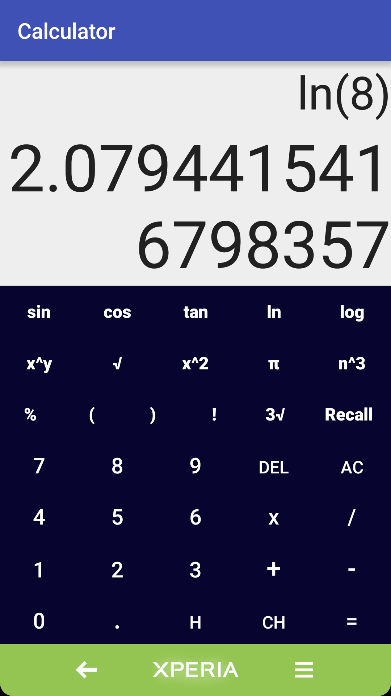 Calculator
ln(8)
2.079441541
6798357
sin cos tan ln log
x^y √ x^2 π n^3
% ( ) ! 3√ Recall
7 8 9 DEL AC
4 5 6 x /
1 2 3 + -
0 . H CH =
XPERIA